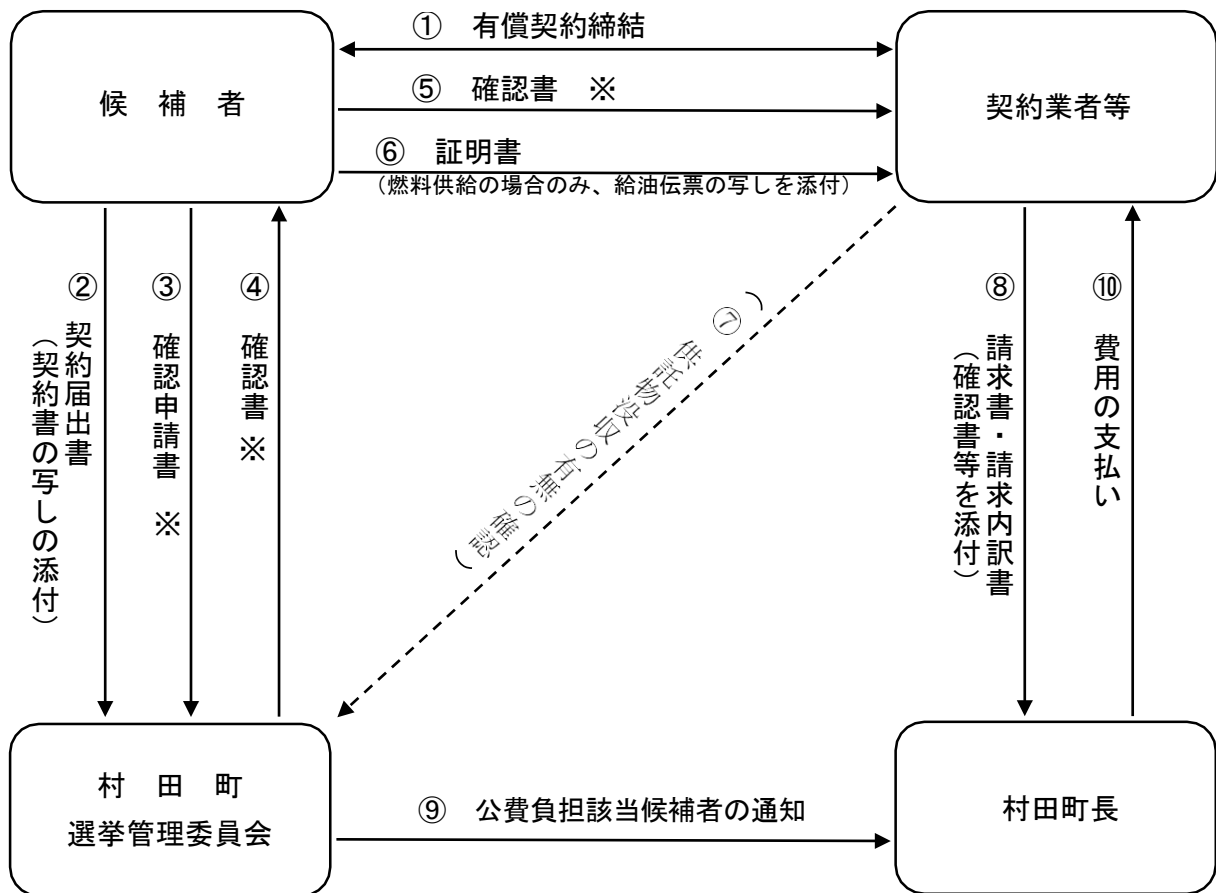 ① 有償契約締結
候 補 者
⑤ 確認書 ※
契約業者等
⑥ 証明書
（燃料供給の場合のみ、給油伝票の写しを添付）
② 契約届出書
（契約書の写しの添付）
③ 確認申請書 ※
④ 確認書※
⑦
（供託物没収の有無の確認）
⑧ 請求書・請求内訳書
（確認書等を添付）
⑩ 費用の支払い
村 田 町
選挙管理委員会
⑨ 公費負担該当候補者の通知
村田町長